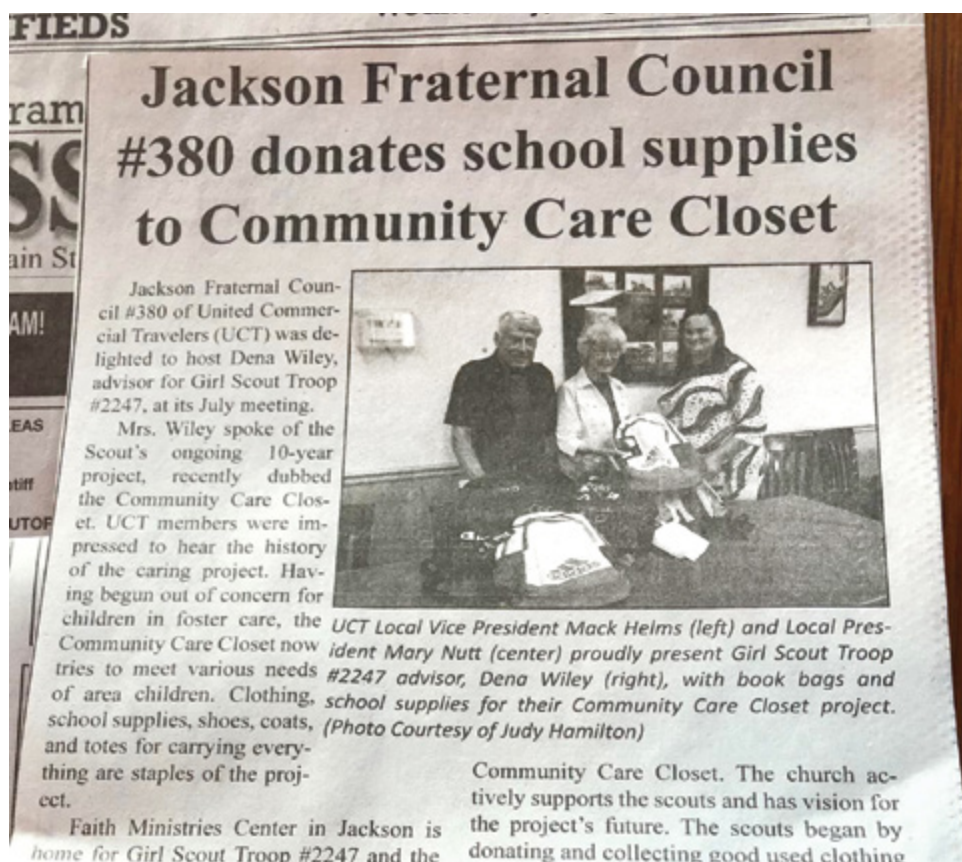 FIEDS
ram
SS
ain St
AM!
EAS
ntiff
UTOF
Jackson Fraternal Council
#380 donates school supplies
to Community Care Closet
Jackson Fraternal Coun-
cil #380 of United Commer-
cial Travelers (UCT) was de-
lighted to host Dena Wiley,
advisor for Girl Scout Troop
#2247, at its July meeting.
Mrs. Wiley spoke of the
Scout's ongoing 10-year
project, recently dubbed
the Community Care Clos-
et. UCT members were im-
pressed to hear the history
of the caring project. Hav-
ing begun out of concern for
children in foster care, the
Community Care Closet now
tries to meet various needs
of area children. Clothing,
school supplies, shoes, coats,
and totes for carrying every-
thing are staples of the proj-
ect.
Faith Ministries Center in Jackson is
home for Girl Scout Troop #2247 and the
UCT Local Vice President Mack Helms (left) and Local Pres-
ident Mary Nutt (center) proudly present Girl Scout Troop
#2247 advisor, Dena Wiley (right), with book bags and
school supplies for their Community Care Closet project.
(Photo Courtesy of Judy Hamilton)
Community Care Closet. The church ac-
tively supports the scouts and has vision for
the project's future. The scouts began by
donating and collecting good used clothing